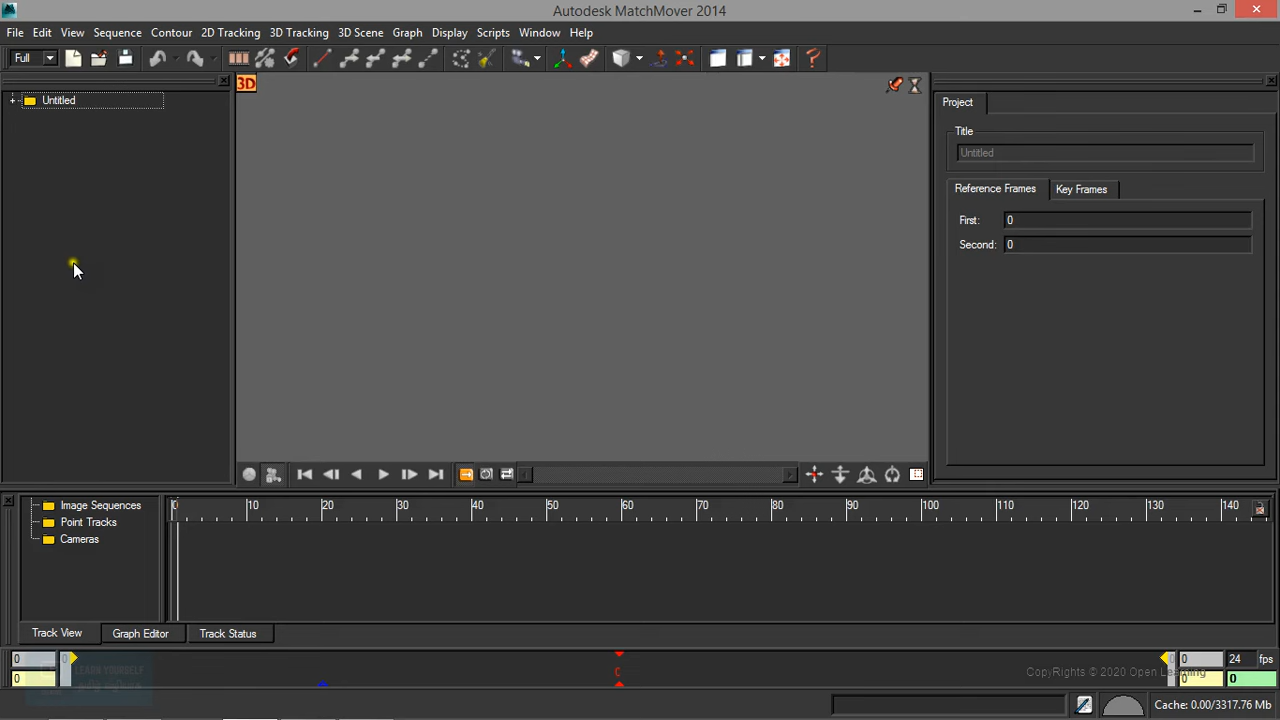 Autodesk MatchMover 2014
File Edit View Sequence Contour 2D Tracking 3D Tracking 3D Scene Graph Display Scripts Window Help
Full
Untitled
3D
Project
Title
Untitled
Reference Frames Key Frames
First: 0
Second: 0
Image Sequences
Point Tracks
Cameras
0 10 20 30 40 50 60 70 80 90 100 110 120 130 140
Track View Graph Editor Track Status
0 0 C 0 24 fps
0 0 0
LEARN YOURSELF
CopyRights © 2020 Open Learning
Cache: 0.00/3317.76 Mb